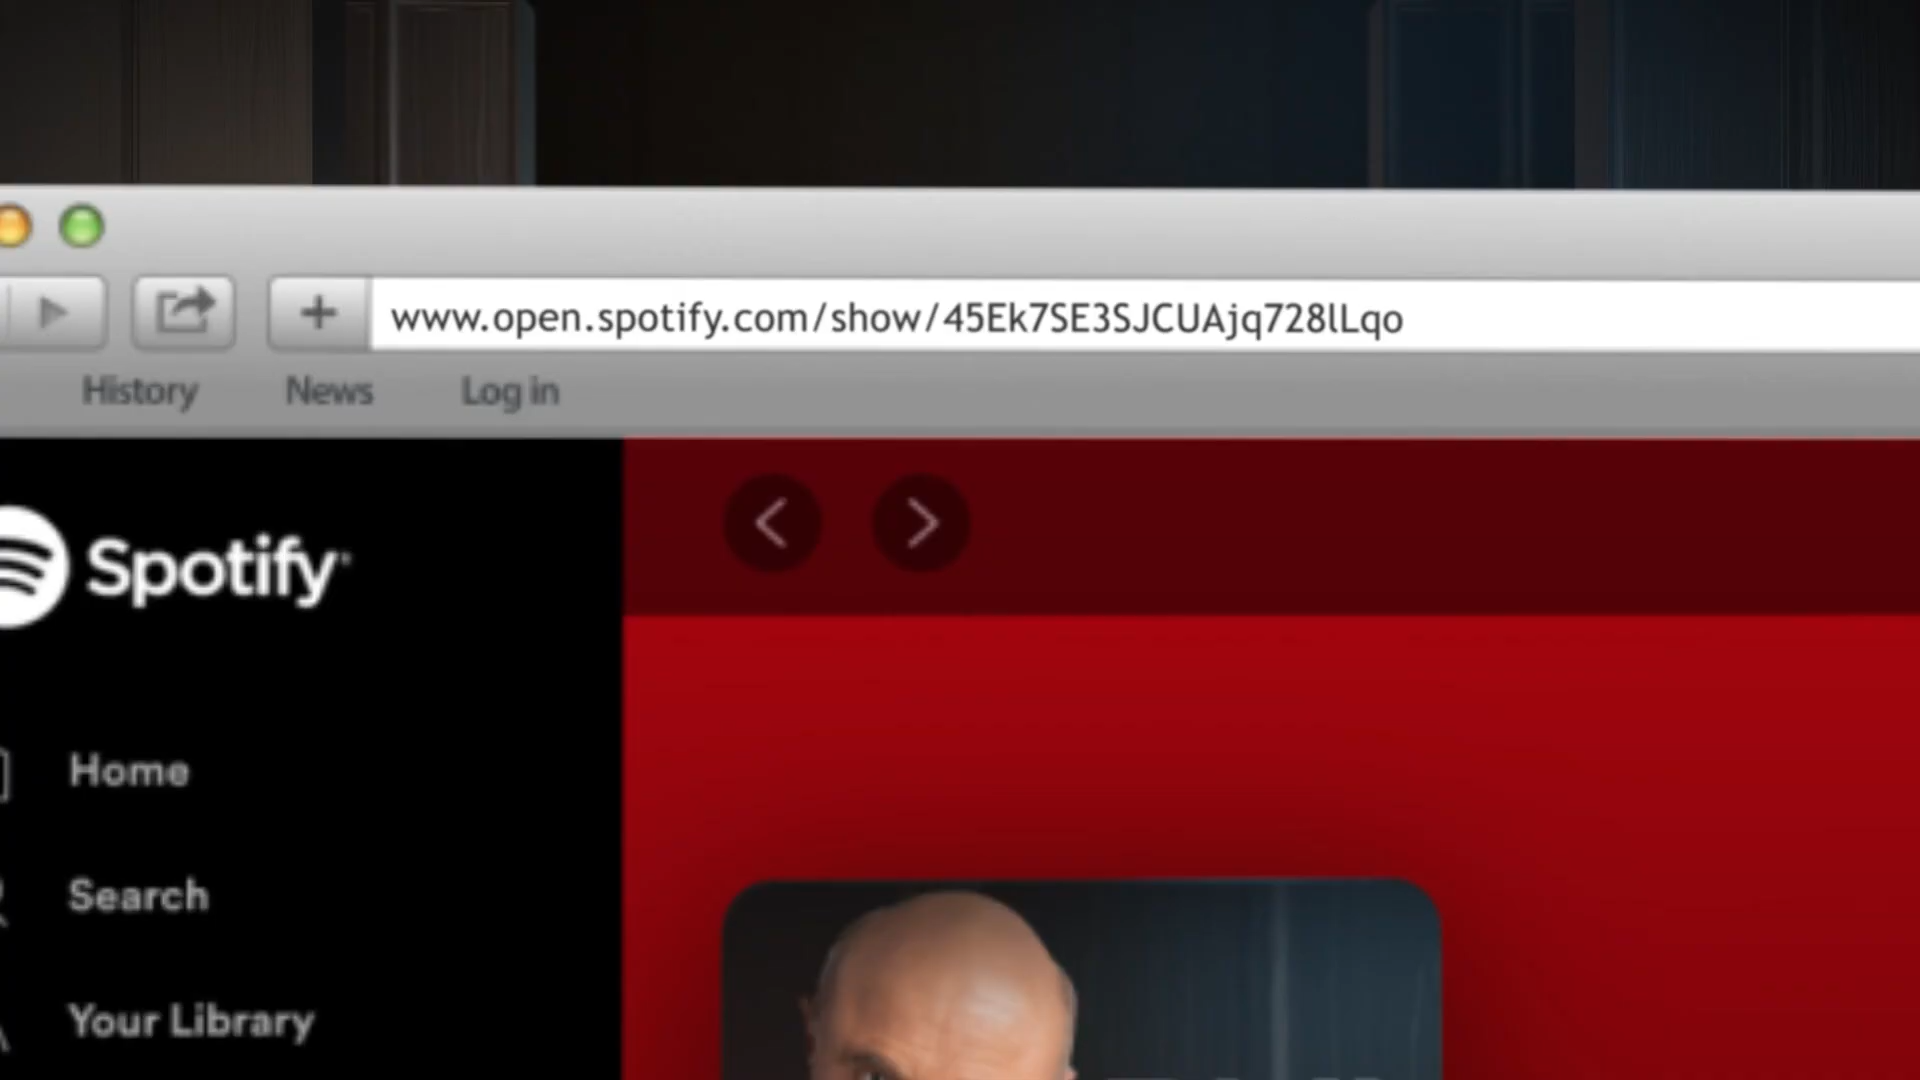 www.open.spotify.com/show/45Ek7SE3SJCUAjq728lLqo
History News Log in
Spotify
Home
Search
Your Library